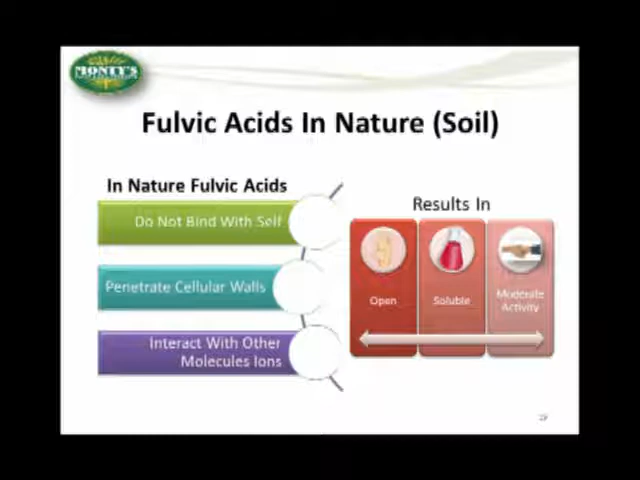 MONTY'S
Fulvic Acids In Nature (Soil)
In Nature Fulvic Acids
Do Not Bind With Self
Penetrate Cellular Walls
Interact With Other
Molecules Ions
Results In
Open
Soluble
Moderate
Activity